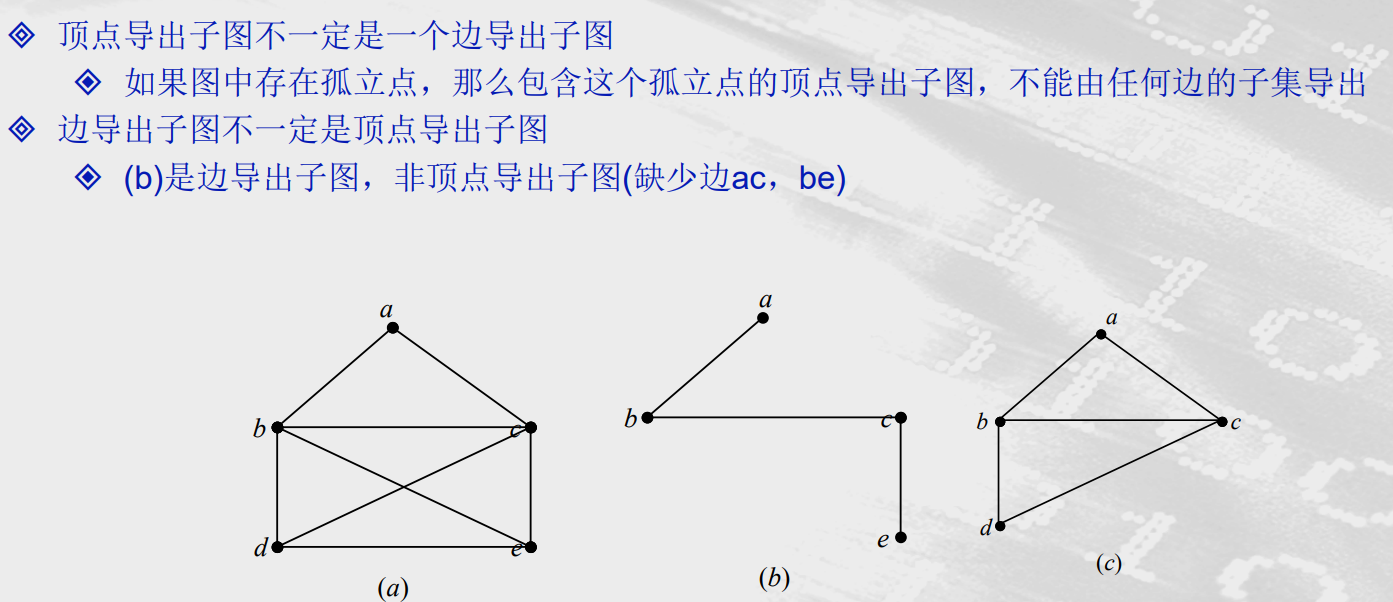 顶点导出子图不一定是一个边导出子图
如果图中存在孤立点，那么包含这个孤立点的顶点导出子图，不能由任何边的子集导出
边导出子图不一定是顶点导出子图
(b)是边导出子图，非顶点导出子图(缺少边ac，be)
a
b
c
d
e
(a)
a
b
c
e
(b)
a
b
c
d
(c)